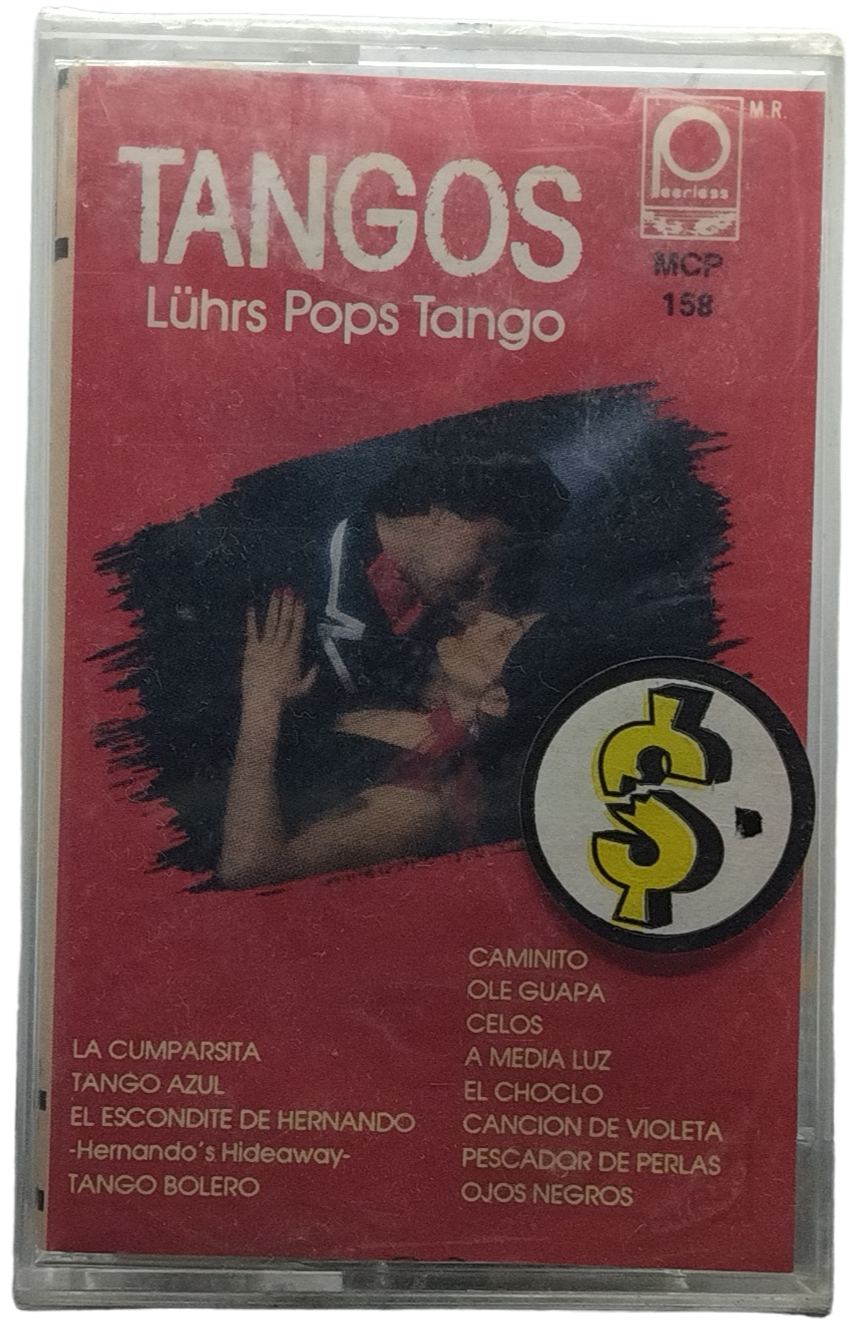 TANGOS
Lührs Pops Tango
Peerless
M.R.
MCP
158
$
LA CUMPARSITA
TANGO AZUL
EL ESCONDITE DE HERNANDO
-Hernando's Hideaway-
TANGO BOLERO
CAMINITO
OLE GUAPA
CELOS
A MEDIA LUZ
EL CHOCLO
CANCION DE VIOLETA
PESCADOR DE PERLAS
OJOS NEGROS